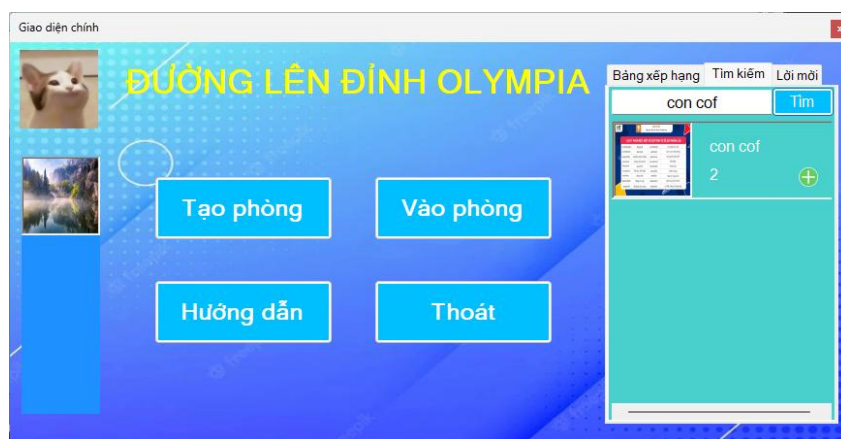 Giao diện chính
ĐƯỜNG LÊN ĐỈNH OLYMPIA
Bảng xếp hạng Tìm kiếm Lời mời
con cof Tìm
con cof
2
Tạo phòng Vào phòng
Hướng dẫn Thoát